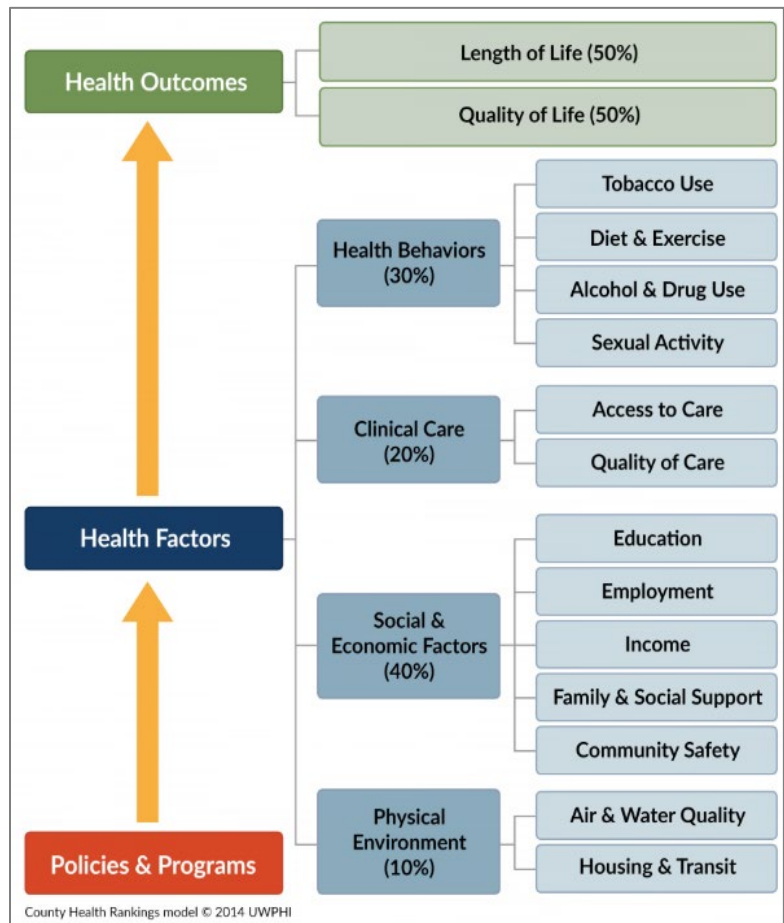 Health Outcomes
Length of Life (50%)
Quality of Life (50%)
Health Behaviors
(30%)
Tobacco Use
Diet & Exercise
Alcohol & Drug Use
Sexual Activity
Clinical Care
(20%)
Access to Care
Quality of Care
Health Factors
Social &
Economic Factors
(40%)
Education
Employment
Income
Family & Social Support
Community Safety
Physical
Environment
(10%)
Air & Water Quality
Housing & Transit
Policies & Programs
County Health Rankings model © 2014 UWPHI